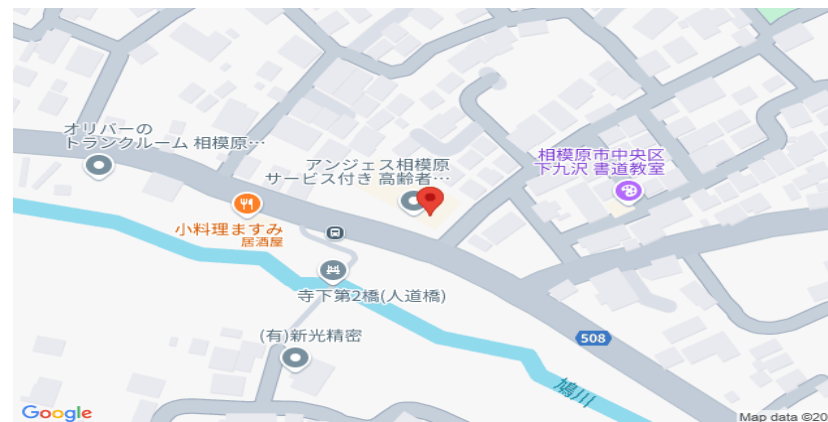 オリバーの
トランクルーム 相模原…
アンジェス相模原
サービス付き 高齢者…
相模原市中央区
下九沢 書道教室
小料理ますみ
居酒屋
寺下第2橋(人道橋)
(有)新光精密
508
鳩川
Google
Map data ©20